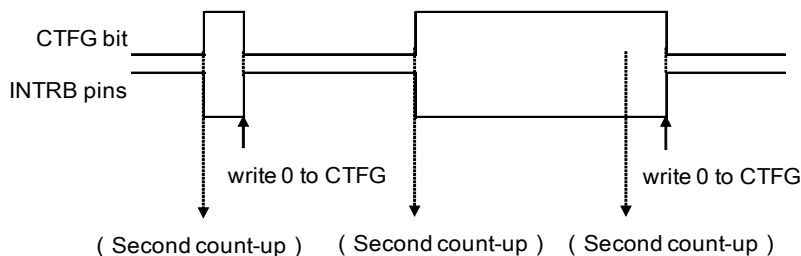 CTFG bit
INTRB pins
write 0 to CTFG
write 0 to CTFG
( Second count-up )
( Second count-up )
( Second count-up )